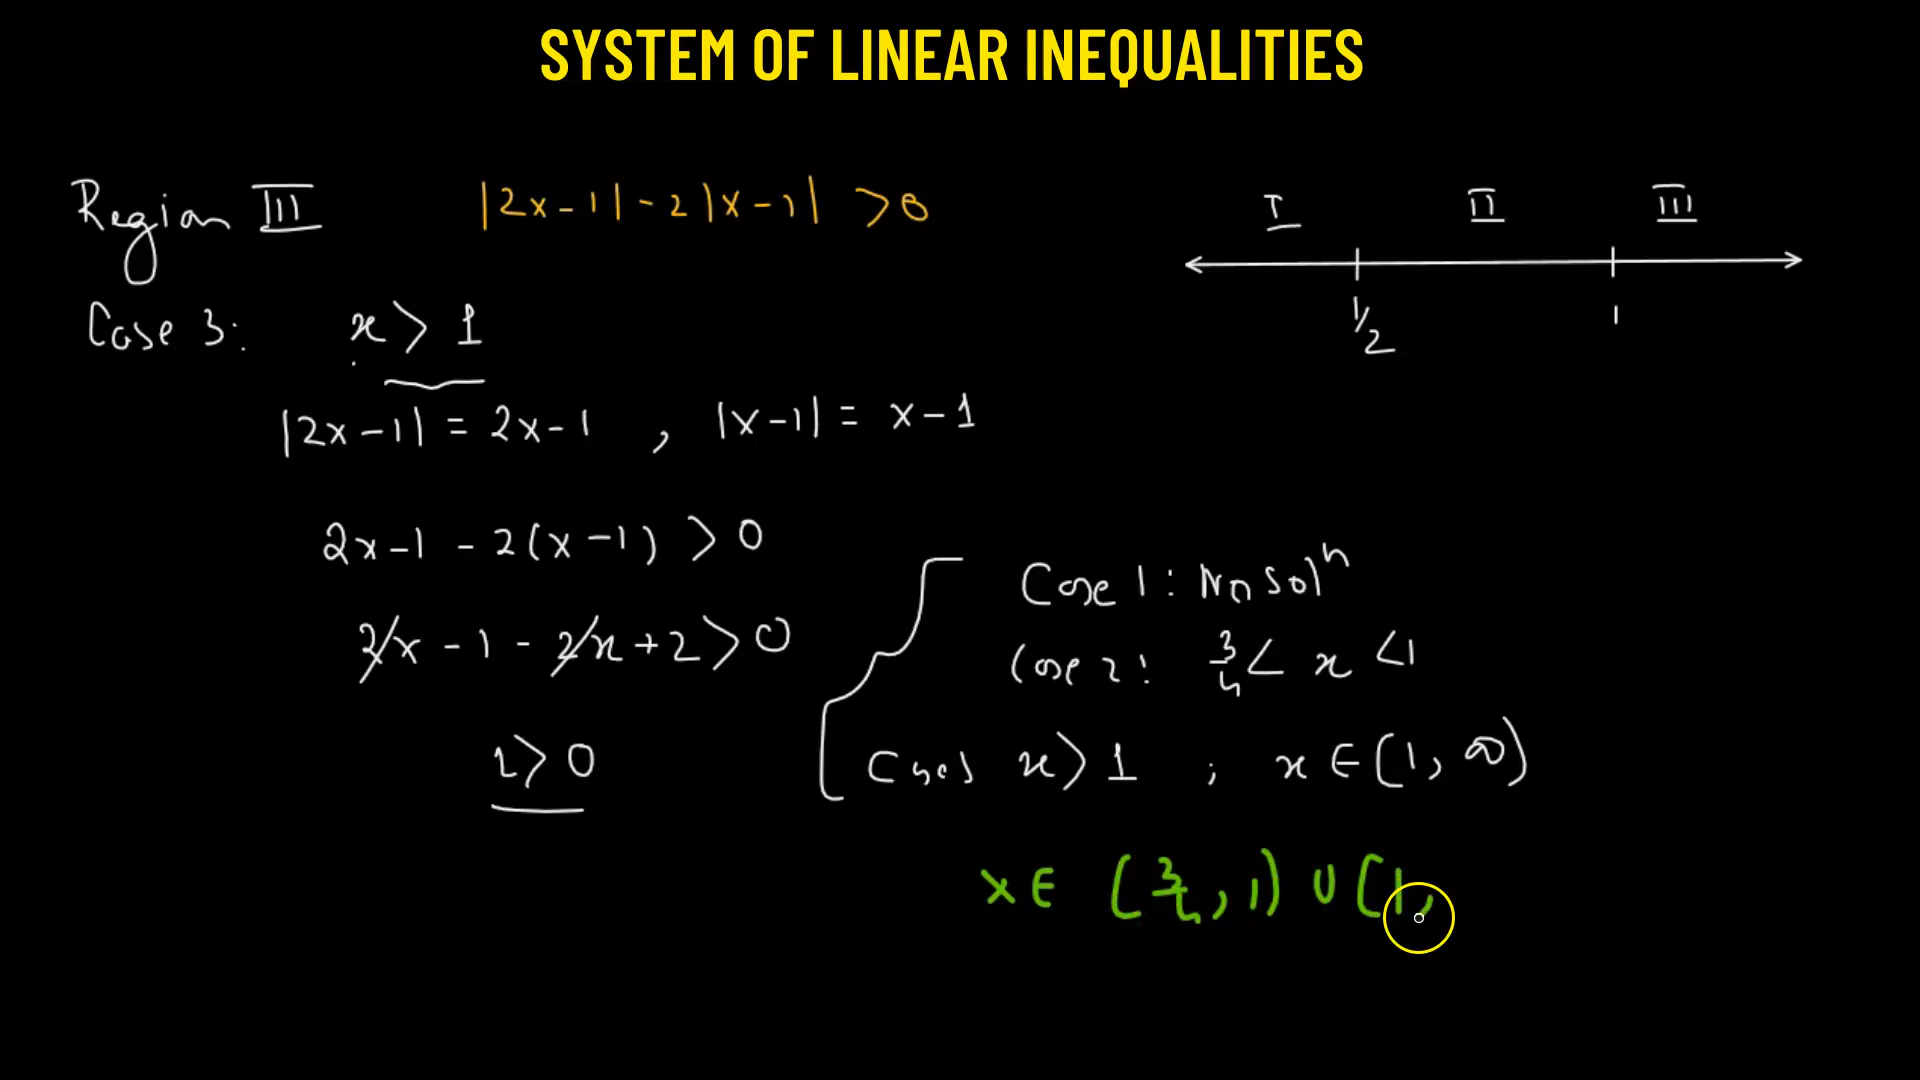 SYSTEM OF LINEAR INEQUALITIES
Region III |2x-1| - 2|x-1| > 0
I II III
1/2 1
Case 3: x > 1
|2x-1| = 2x-1 , |x-1| = x-1
2x-1 - 2(x-1) > 0
2x - 1 - 2x + 2 > 0
1 > 0
Case 1: No solⁿ
Case 2: 3/4 < x < 1
Case 3 x > 1 ; x ∈ (1, ∞)
x ∈ (3/4, 1) ∪ (1,